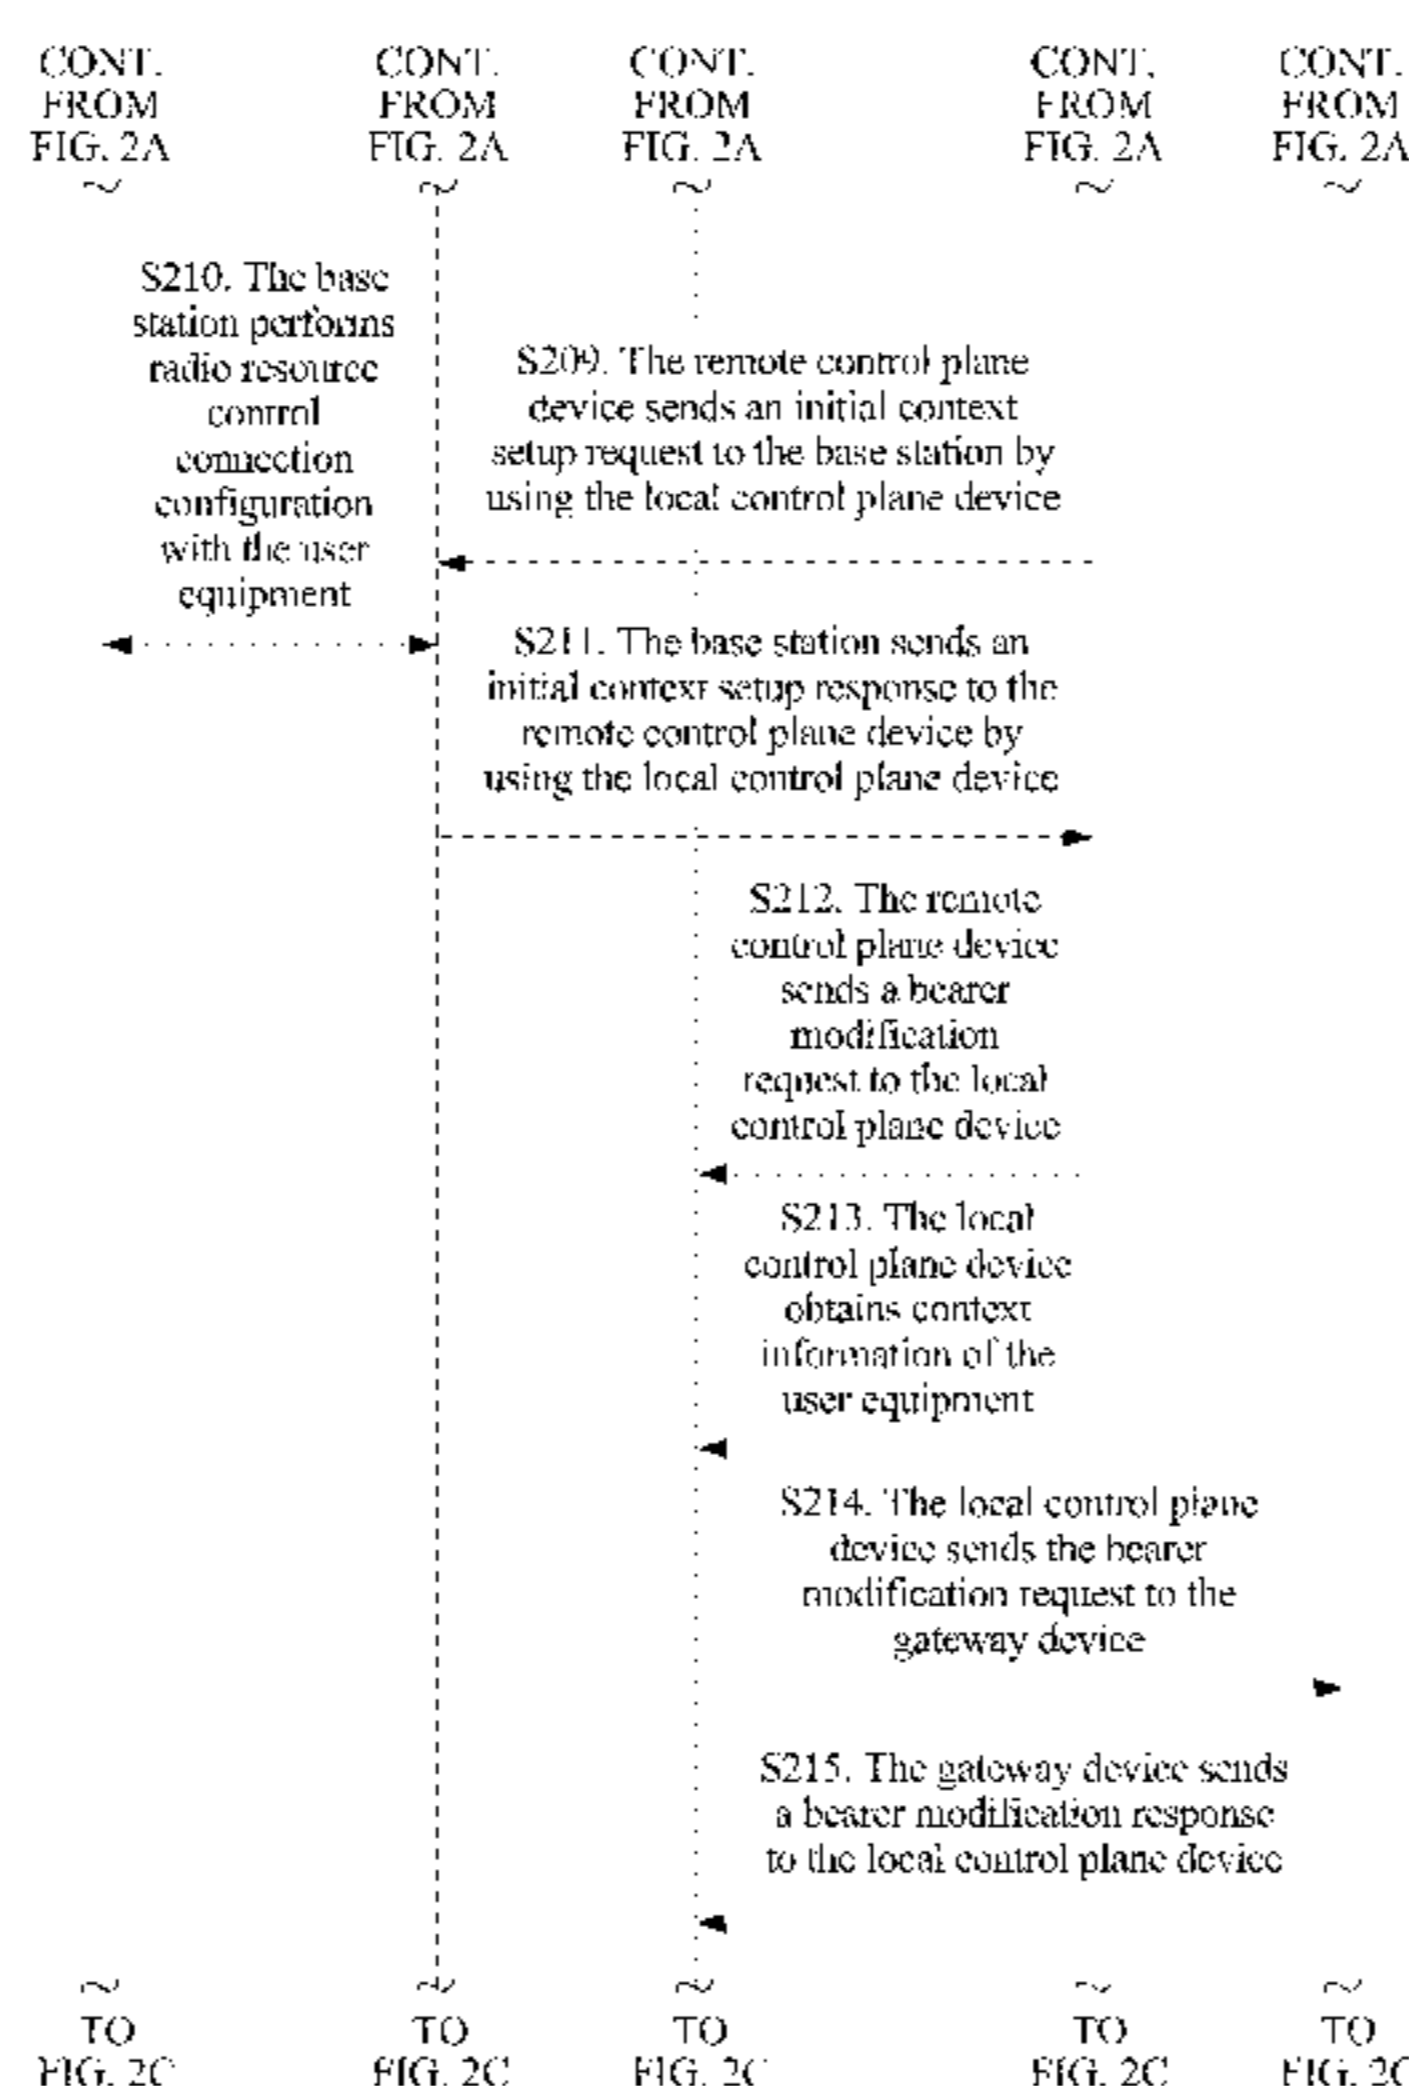 CONT.
FROM
FIG. 2A
CONT.
FROM
FIG. 2A
CONT.
FROM
FIG. 2A
CONT.
FROM
FIG. 2A
CONT.
FROM
FIG. 2A
S210. The base
station performs
radio resource
control
connection
configuration
with the user
equipment
S209. The remote control plane
device sends an initial context
setup request to the base station by
using the local control plane device
S211. The base station sends an
initial context setup response to the
remote control plane device by
using the local control plane device
S212. The remote
control plane device
sends a bearer
modification
request to the local
control plane device
S213. The local
control plane device
obtains context
information of the
user equipment
S214. The local control plane
device sends the bearer
modification request to the
gateway device
S215. The gateway device sends
a bearer modification response
to the local control plane device
TO
FIG. 2C
TO
FIG. 2C
TO
FIG. 2C
TO
FIG. 2C
TO
FIG. 2C